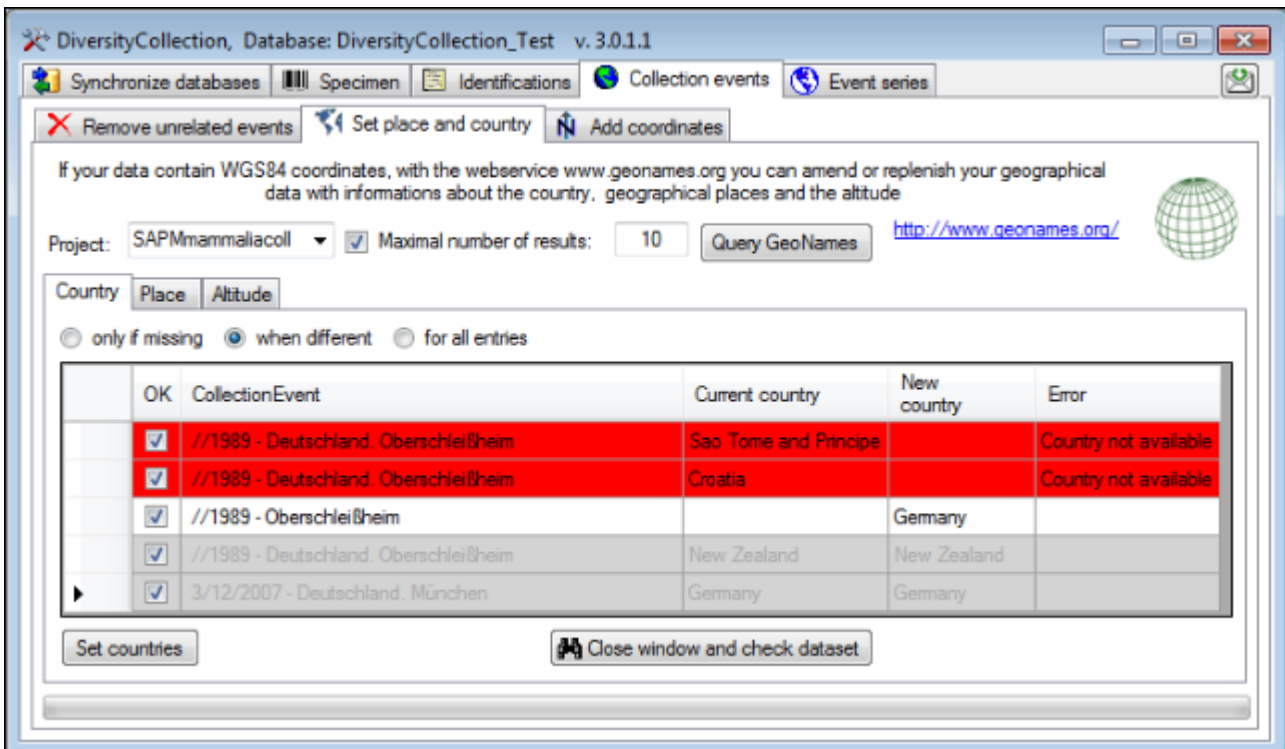 DiversityCollection, Database: DiversityCollection_Test v. 3.0.1.1
Synchronize databases Specimen Identifications Collection events Event series
Remove unrelated events Set place and country Add coordinates
If your data contain WGS84 coordinates, with the webservice www.geonames.org you can amend or replenish your geographical
data with informations about the country, geographical places and the altitude
Project: SAPMmammaliacoll Maximal number of results: 10 Query GeoNames http://www.geonames.org/
Country Place Altitude
only if missing when different for all entries
OK CollectionEvent Current country New country Error
//1989 - Deutschland. Oberschleißheim Sao Tome and Principe Country not available
//1989 - Deutschland. Oberschleißheim Croatia Country not available
//1989 - Oberschleißheim Germany
//1989 - Deutschland. Oberschleißheim New Zealand New Zealand
3/12/2007 - Deutschland. München Germany Germany
Set countries Close window and check dataset